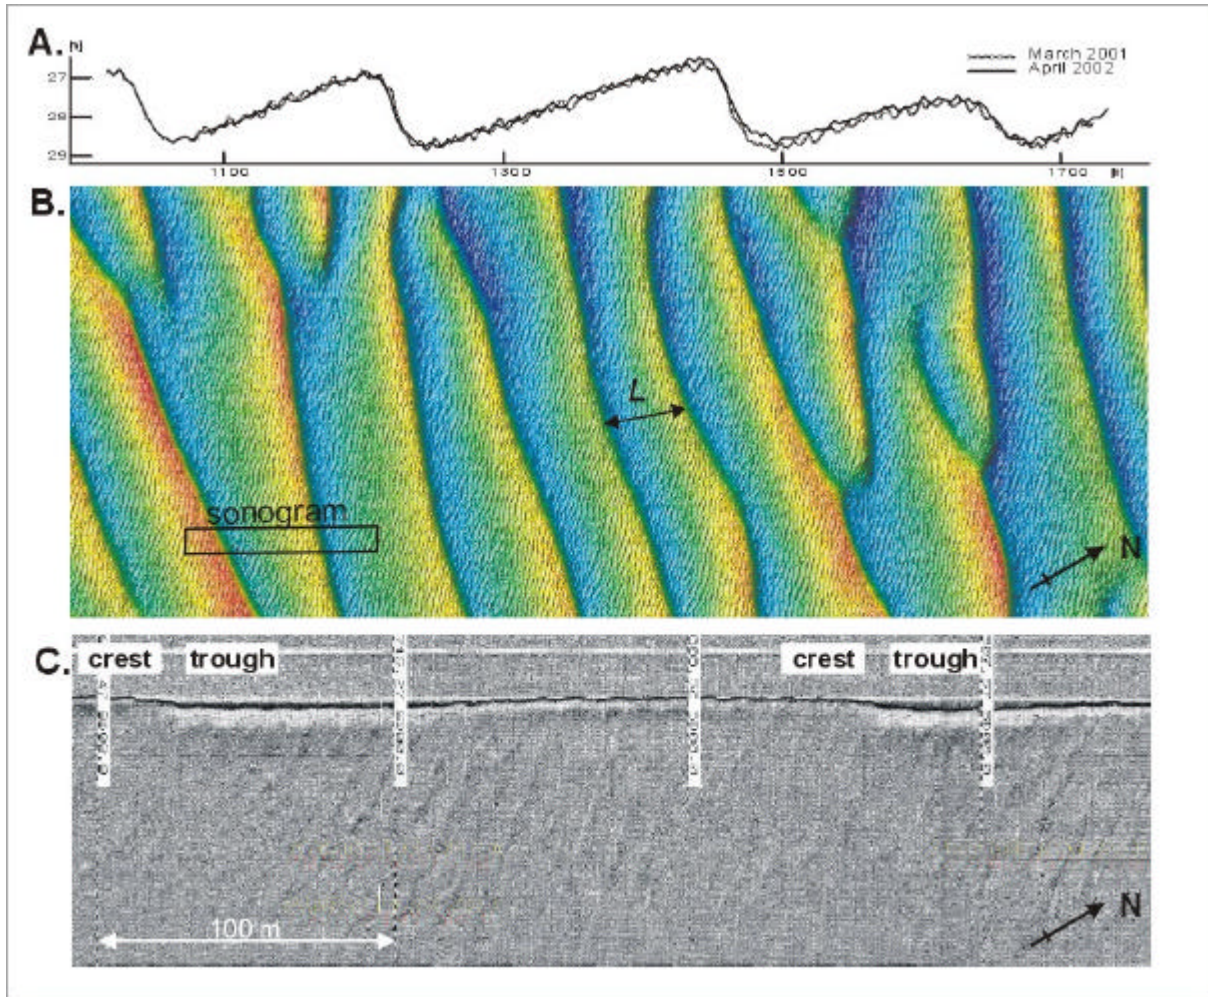 A.
[h]
March 2001
April 2002
27
28
29
1100
1300
1500
1700
[h]
B.
L
sonogram
N
C.
crest trough
crest trough
100 m
N